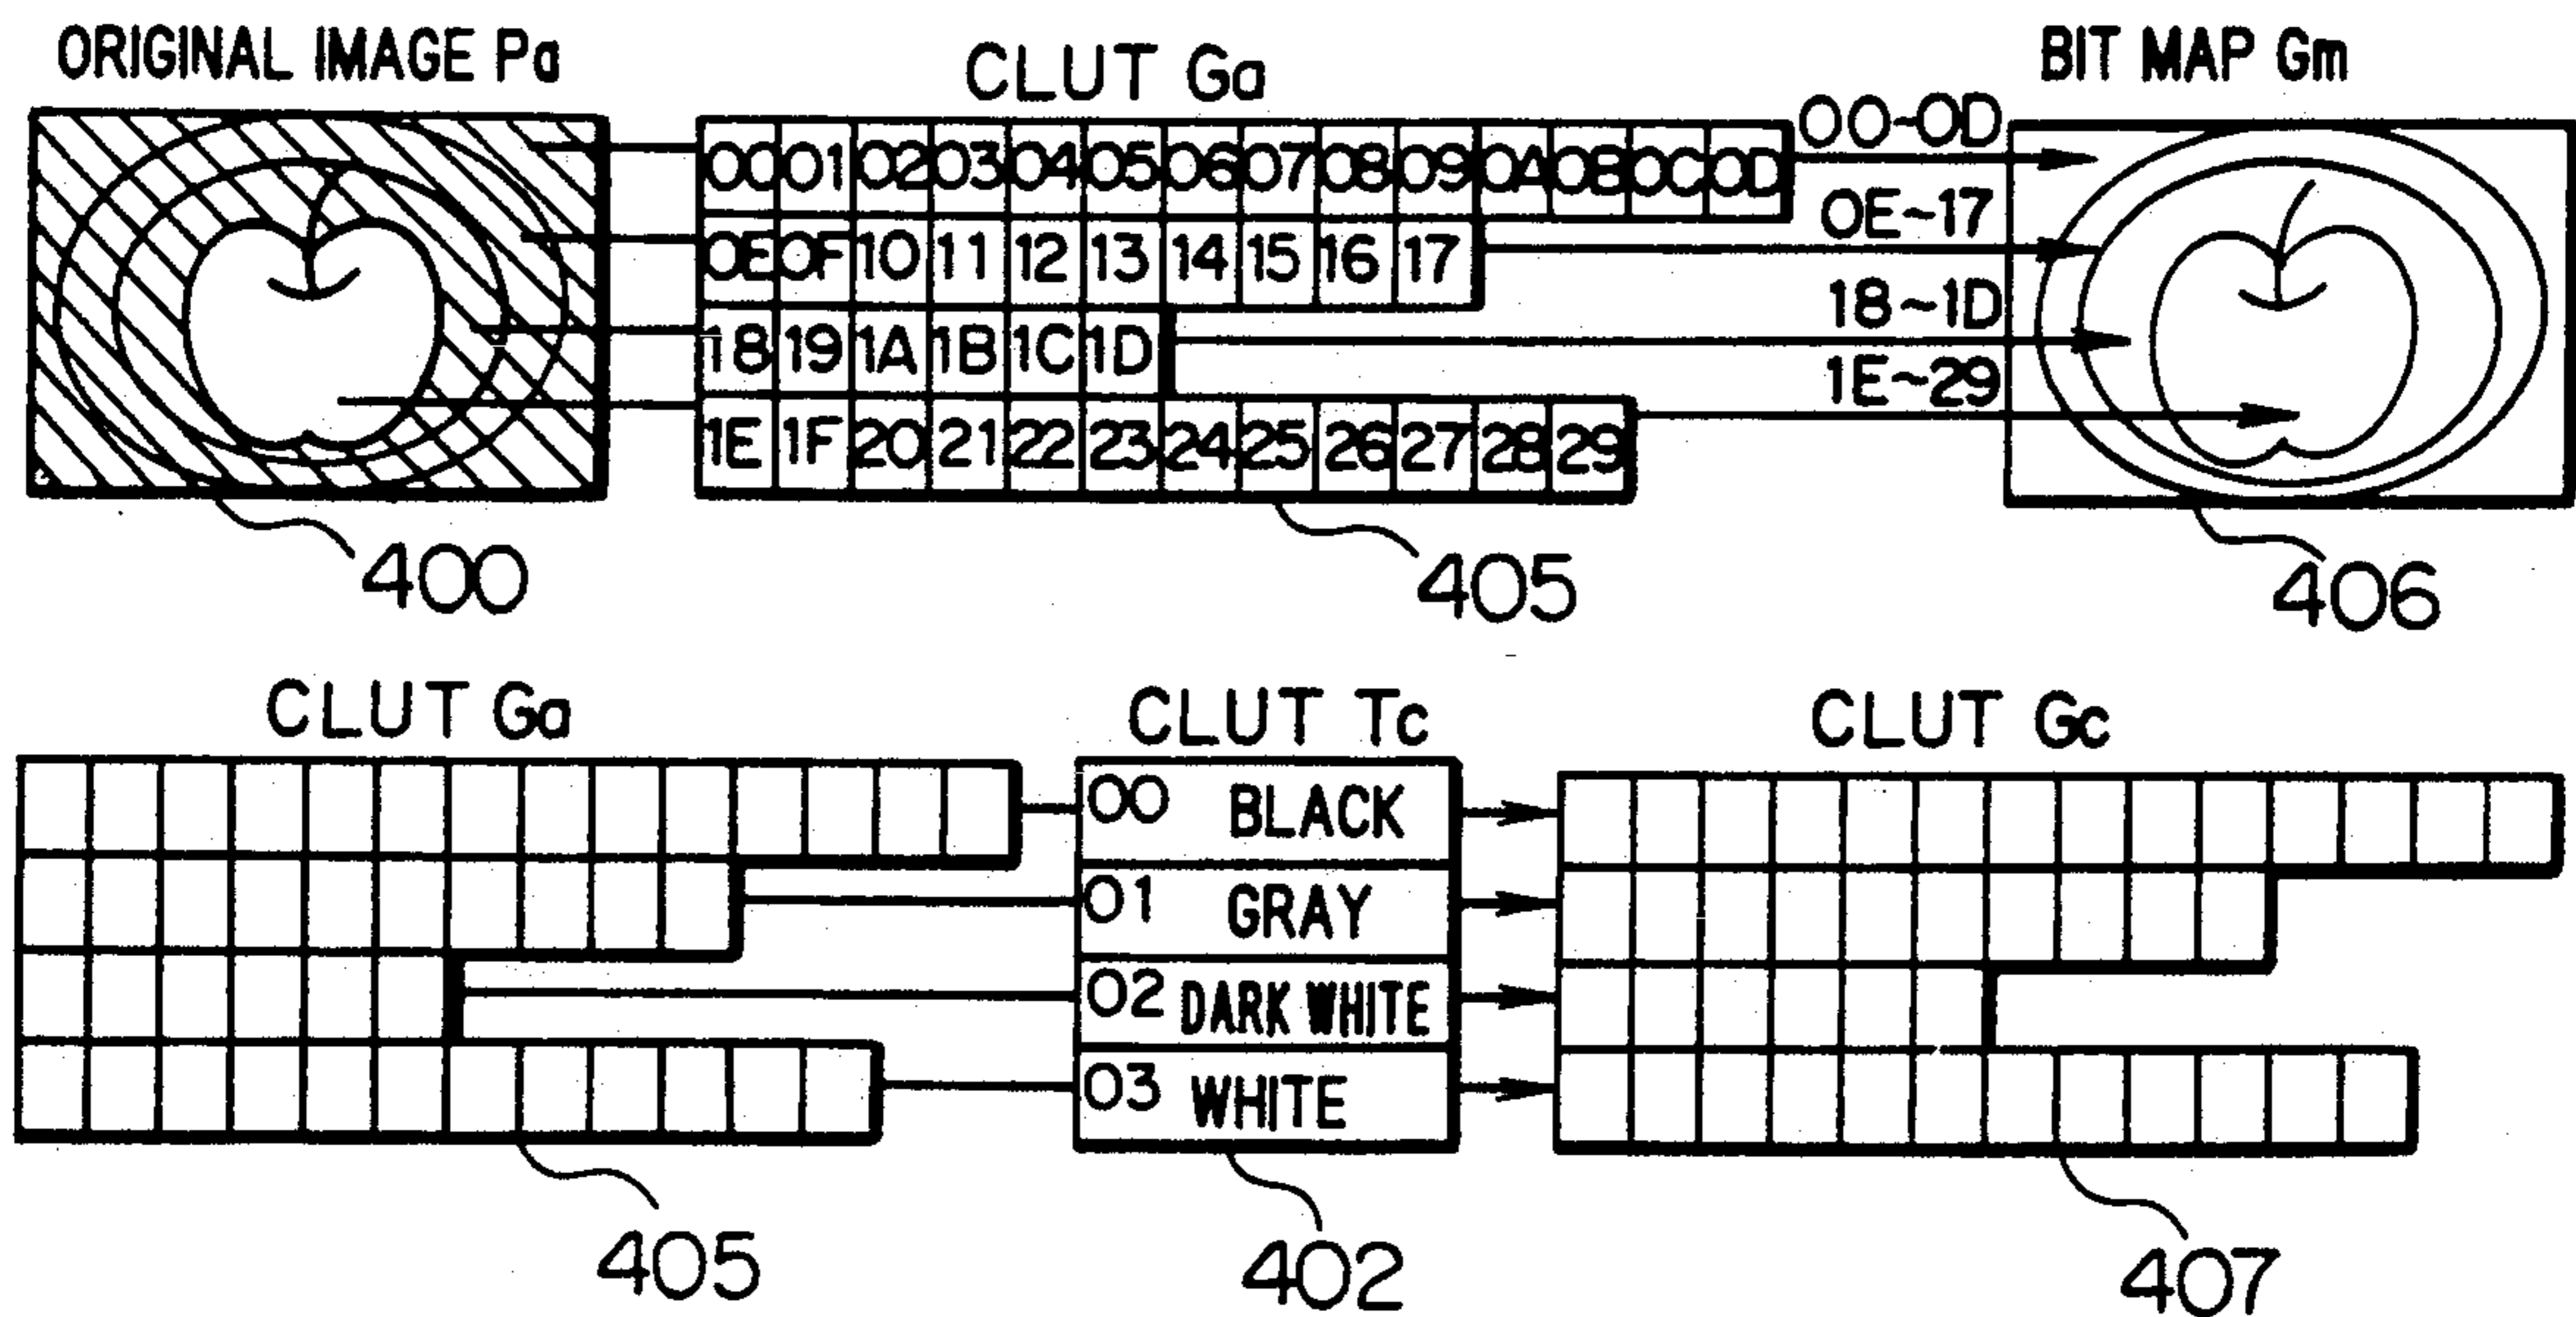 ORIGINAL IMAGE Pa
CLUT Ga
BIT MAP Gm
00 01 02 03 04 05 06 07 08 09 0A 0B 0C 0D
00~0D
0E 0F 10 11 12 13 14 15 16 17
0E~17
18 19 1A 1B 1C 1D
18~1D
1E 1F 20 21 22 23 24 25 26 27 28 29
1E~29
400
405
406
CLUT Ga
CLUT Tc
CLUT Gc
00 BLACK
01 GRAY
02 DARK WHITE
03 WHITE
405
402
407